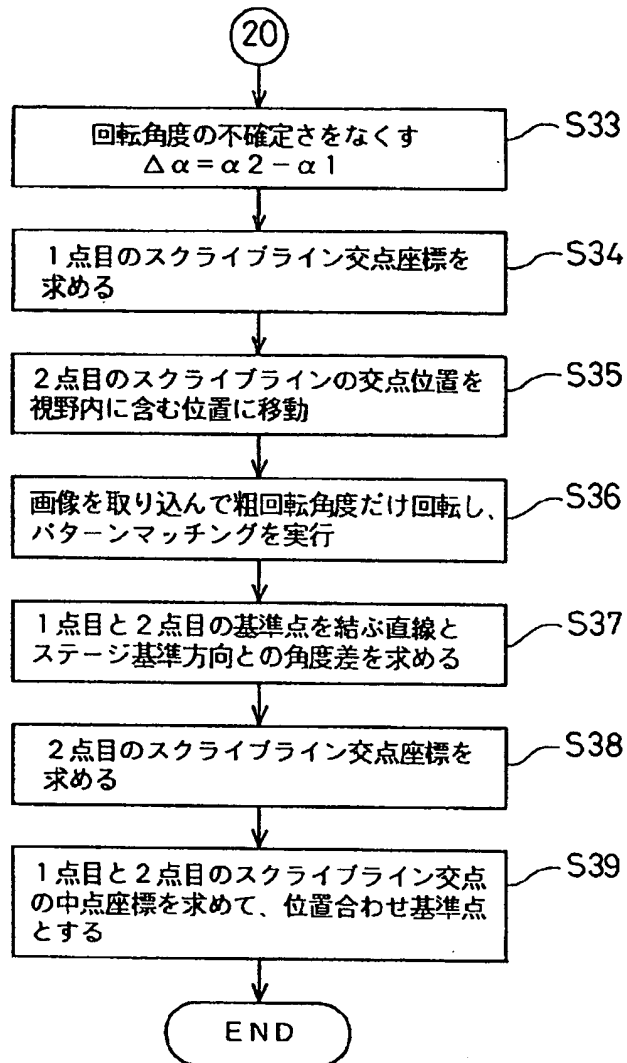 20
回転角度の不確定さをなくす
△α=α2-α1
S33
1点目のスクライブライン交点座標を
求める
S34
2点目のスクライブラインの交点位置を
視野内に含む位置に移動
S35
画像を取り込んで粗回転角度だけ回転し、
パターンマッチングを実行
S36
1点目と2点目の基準点を結ぶ直線と
ステージ基準方向との角度差を求める
S37
2点目のスクライブライン交点座標を
求める
S38
1点目と2点目のスクライブライン交点
の中点座標を求めて、位置合わせ基準点
とする
S39
END